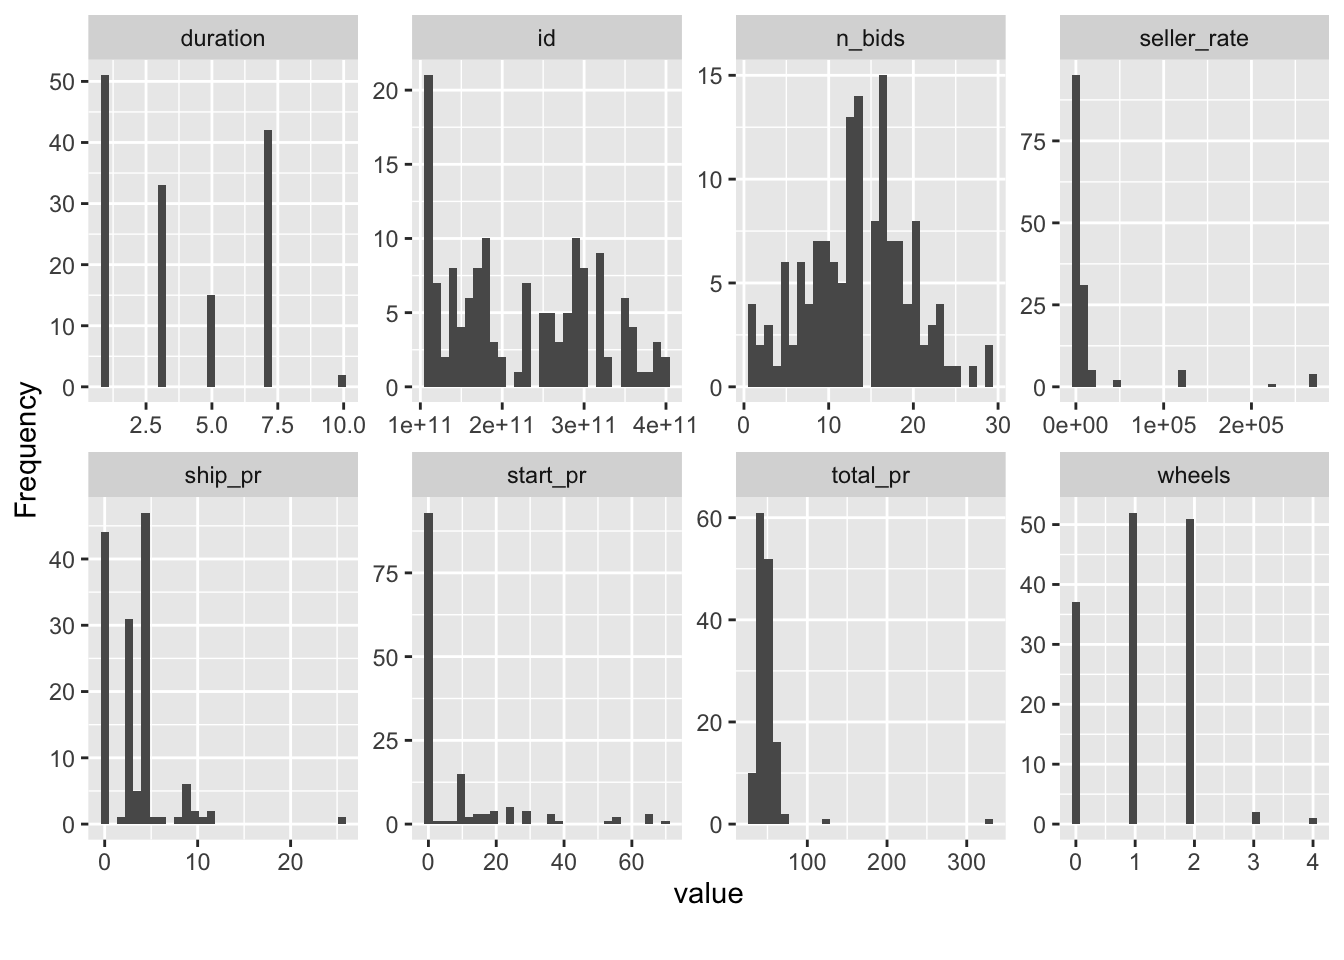 duration id n_bids seller_rate
50 20 15 75
40 15 10 50
30 10 5 25
20 5 0 0
10 0
0
2.5 5.0 7.5 10.0 1e+11 2e+11 3e+11 4e+11 0 10 20 30 0e+00 1e+05 2e+05
Frequency
ship_pr start_pr total_pr wheels
40 75 60 50
30 50 40 40
20 25 20 30
10 0 0 20
0 10
0
0 10 20 0 20 40 60 100 200 300 0 1 2 3 4
value